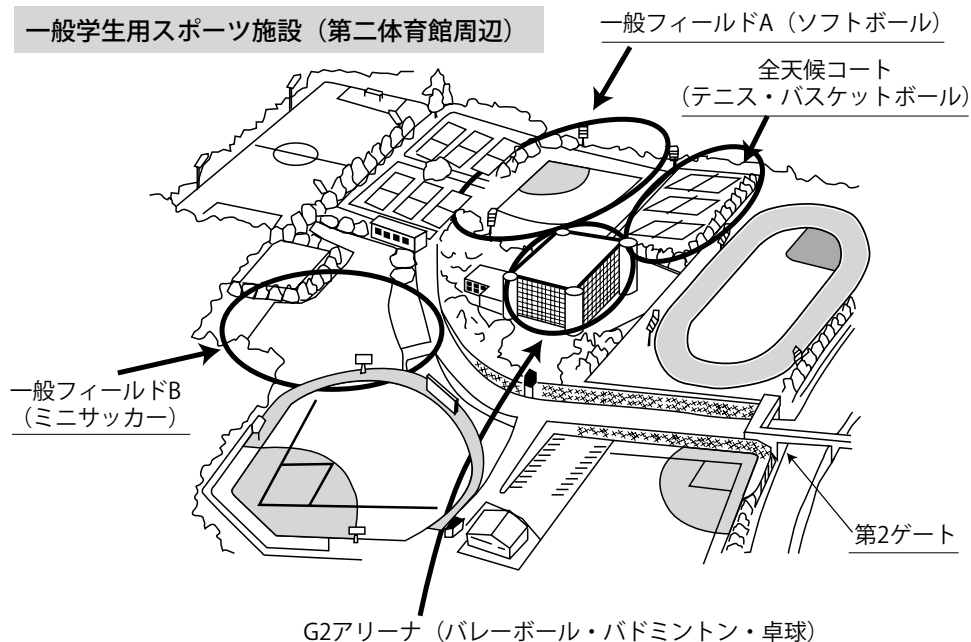 一般学生用スポーツ施設（第二体育館周辺）
一般フィールドA（ソフトボール）
全天候コート
（テニス・バスケットボール）
一般フィールドB
（ミニサッカー）
第2ゲート
G2アリーナ（バレーボール・バドミントン・卓球）